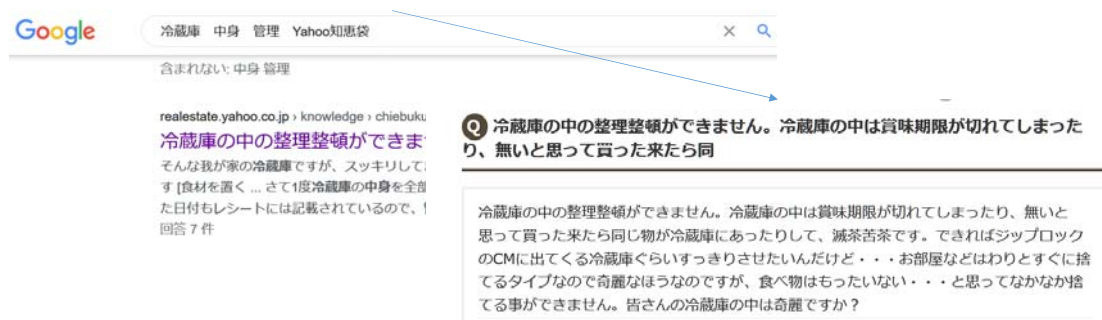 Google
冷蔵庫 中身 管理 Yahoo知恵袋
含まれない: 中身 管理
realestate.yahoo.co.jp › knowledge › chiebuku
冷蔵庫の中の整理整頓ができま
そんな我が家の冷蔵庫ですが、スッキリして
す [食材を置く ... さて1度冷蔵庫の中身を全部
た日付もレシートには記載されているので、
回答 7 件
Q 冷蔵庫の中の整理整頓ができません。冷蔵庫の中は賞味期限が切れてしまった
り、無いと思って買った来たら同
冷蔵庫の中の整理整頓ができません。冷蔵庫の中は賞味期限が切れてしまったり、無いと
思って買った来たら同じ物が冷蔵庫にあったりして、滅茶苦茶です。できればジップロック
のCMに出てくる冷蔵庫ぐらいすっきりさせたいんだけど・・・お部屋などはわりとすぐに捨
てるタイプなので奇麗なほうなのですが、食べ物はもったいない・・・と思ってなかなか捨
てる事ができません。皆さんの冷蔵庫の中は奇麗ですか？